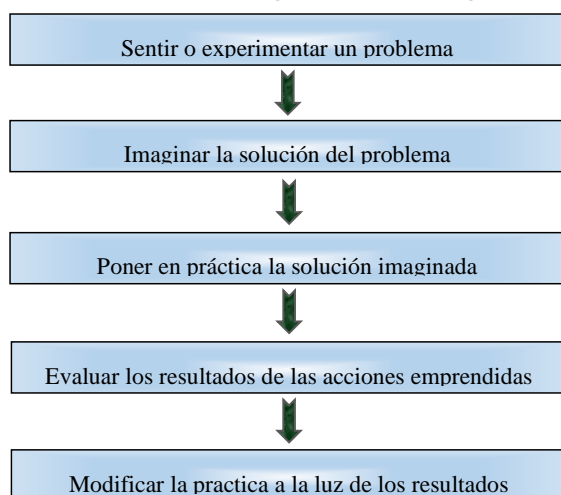 Sentir o experimentar un problema
Imaginar la solución del problema
Poner en práctica la solución imaginada
Evaluar los resultados de las acciones emprendidas
Modificar la practica a la luz de los resultados